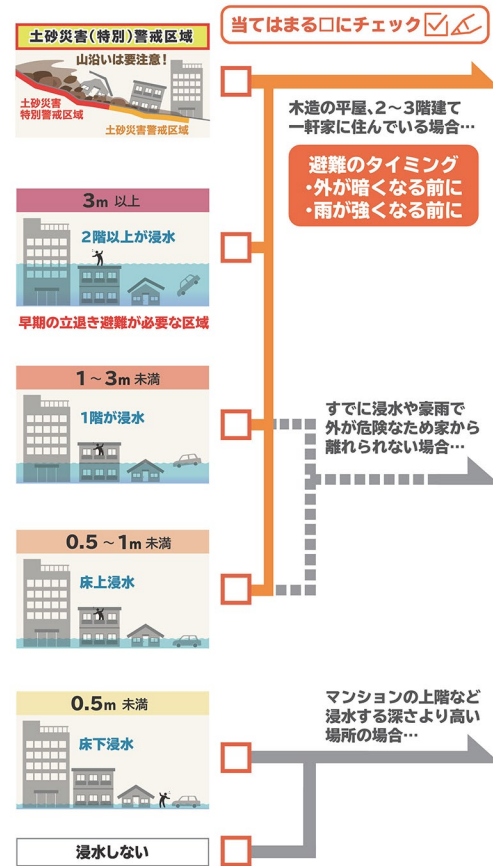 土砂災害(特別)警戒区域
山沿いは要注意!
土砂災害
特別警戒区域
土砂災害警戒区域
当てはまる□にチェック
木造の平屋、2～3階建て
一軒家に住んでいる場合…
避難のタイミング
・外が暗くなる前に
・雨が強くなる前に
3m 以上
2階以上が浸水
早期の立退き避難が必要な区域
1～3m 未満
1階が浸水
すでに浸水や豪雨で
外が危険なため家から
離れられない場合…
0.5～1m 未満
床上浸水
0.5m 未満
床下浸水
マンションの上階など
浸水する深さより高い
場所の場合…
浸水しない